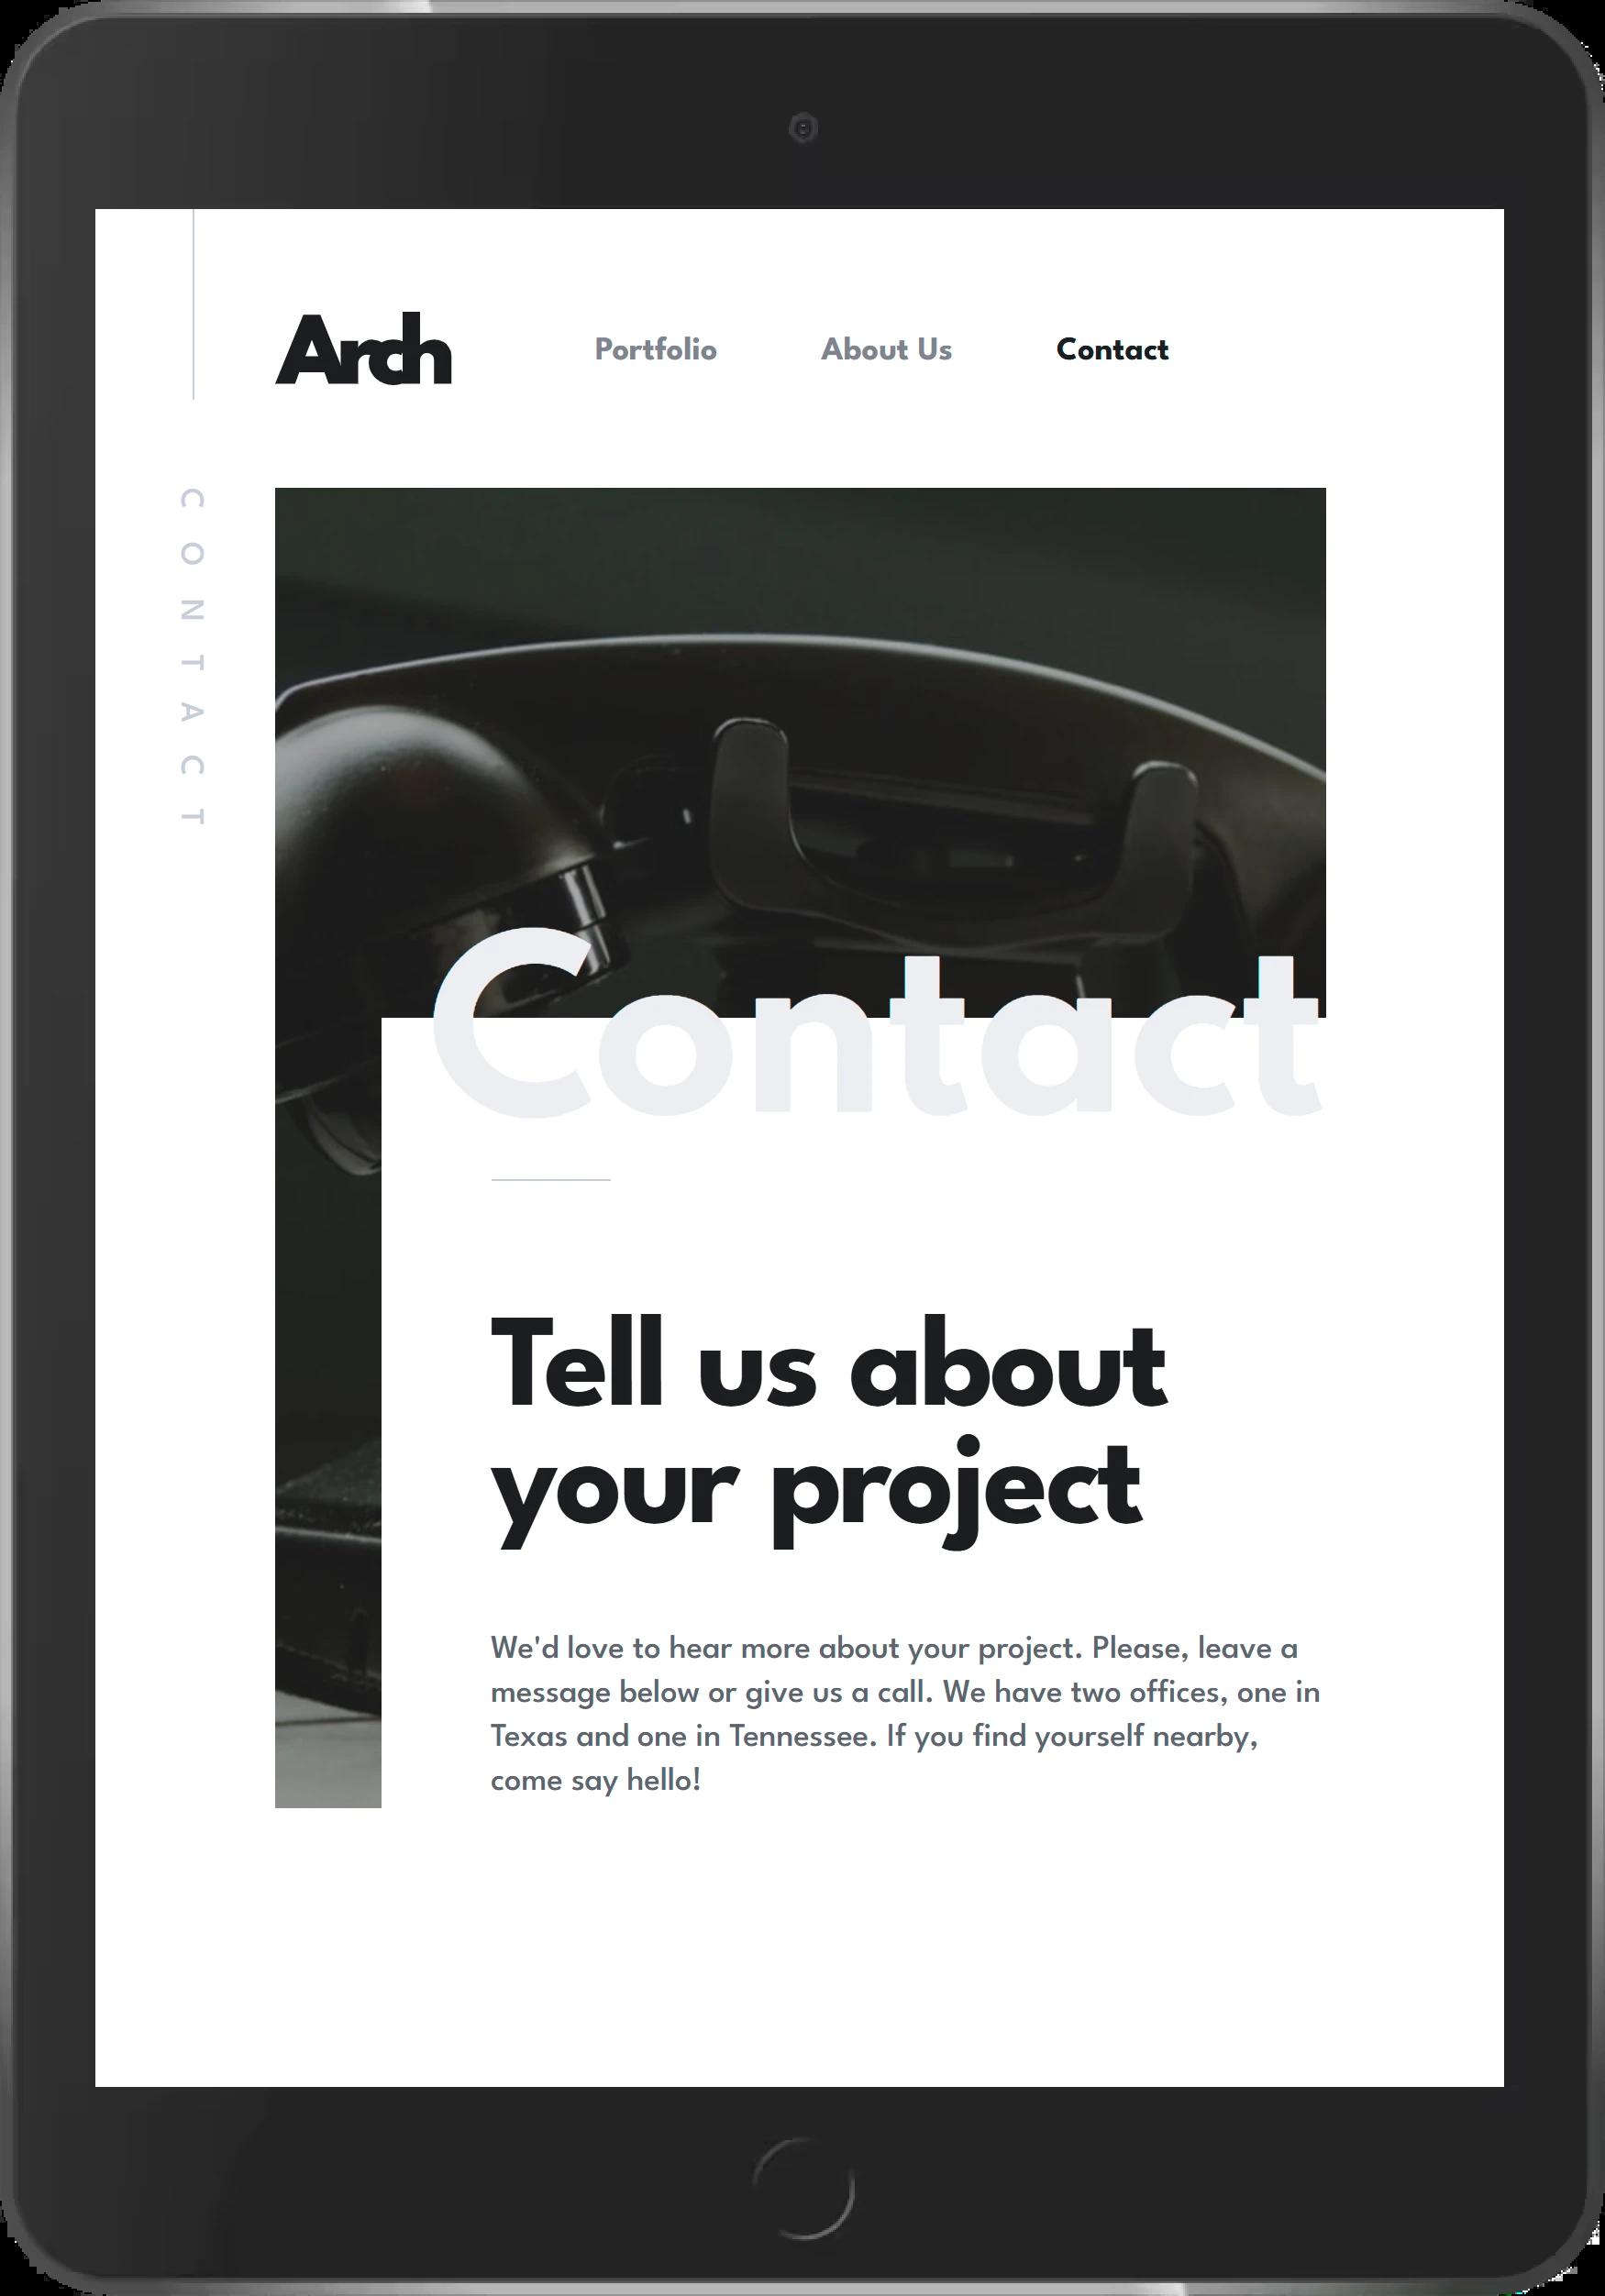 Arch
Portfolio
About Us
Contact
CONTACT
Contact
Tell us about
your project
We'd love to hear more about your project. Please, leave a
message below or give us a call. We have two offices, one in
Texas and one in Tennessee. If you find yourself nearby,
come say hello!